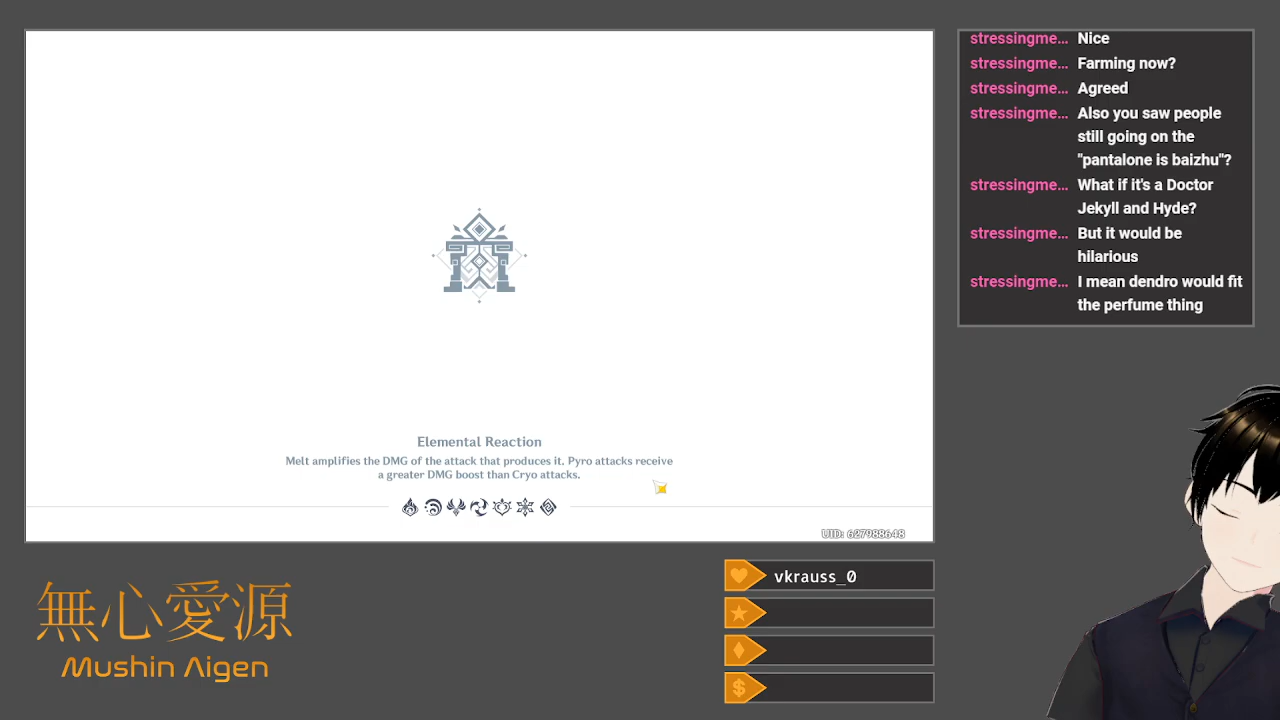 stressingme... Nice
stressingme... Farming now?
stressingme... Agreed
stressingme... Also you saw people
still going on the
"pantalone is baizhu"?
stressingme... What if it's a Doctor
Jekyll and Hyde?
stressingme... But it would be
hilarious
stressingme... I mean dendro would fit
the perfume thing
Elemental Reaction
Melt amplifies the DMG of the attack that produces it. Pyro attacks receive
a greater DMG boost than Cryo attacks.
UID: 627988648
無心愛源
Mushin Aigen
vkrauss_0